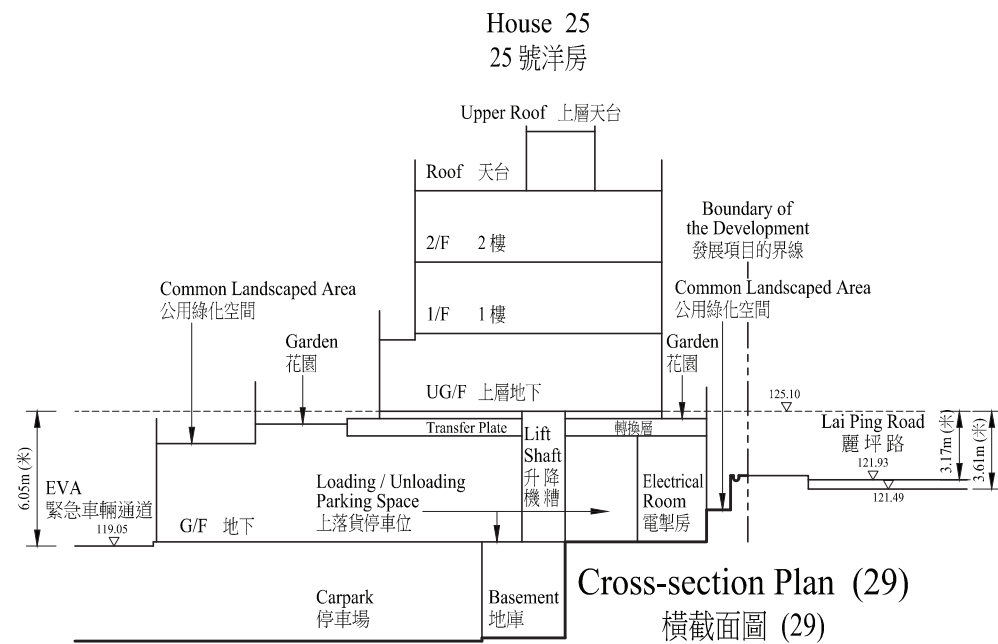 House 25
25 號洋房
Upper Roof 上層天台
Roof 天台
Boundary of
the Development
發展項目的界線
2/F 2 樓
Common Landscaped Area
公用綠化空間
Common Landscaped Area
公用綠化空間
1/F 1 樓
Garden
花園
Garden
花園
UG/F 上層地下
125.10
Transfer Plate
轉換層
Lift
Shaft
升降
機糟
Lai Ping Road
麗坪路
121.93
121.49
3.17m (米)
3.61m (米)
6.05m (米)
EVA
緊急車輛通道
119.05
G/F 地下
Loading / Unloading
Parking Space
上落貨停車位
Electrical
Room
電掣房
Carpark
停車場
Basement
地庫
Cross-section Plan (29)
橫截面圖 (29)